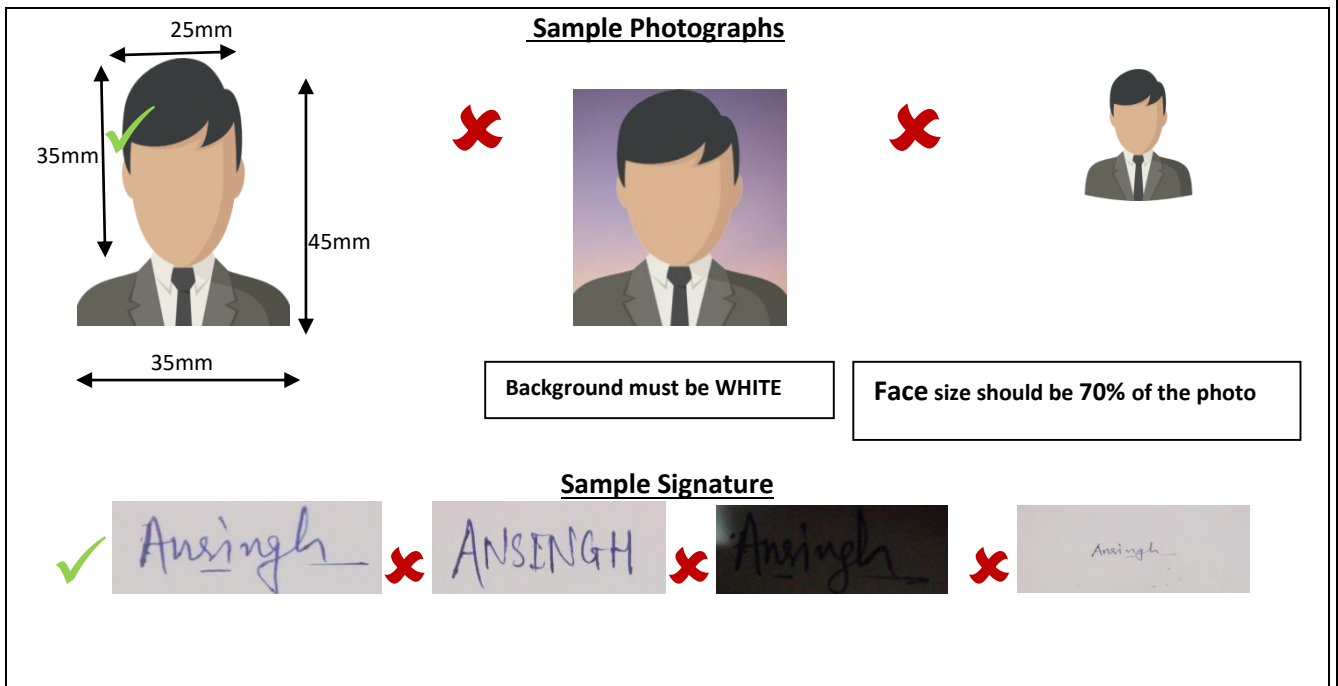 25mm
Sample Photographs
35mm
45mm
35mm
Background must be WHITE
Face size should be 70% of the photo
Sample Signature
Ansingh
ANSINGH
Ansingh
Ansingh